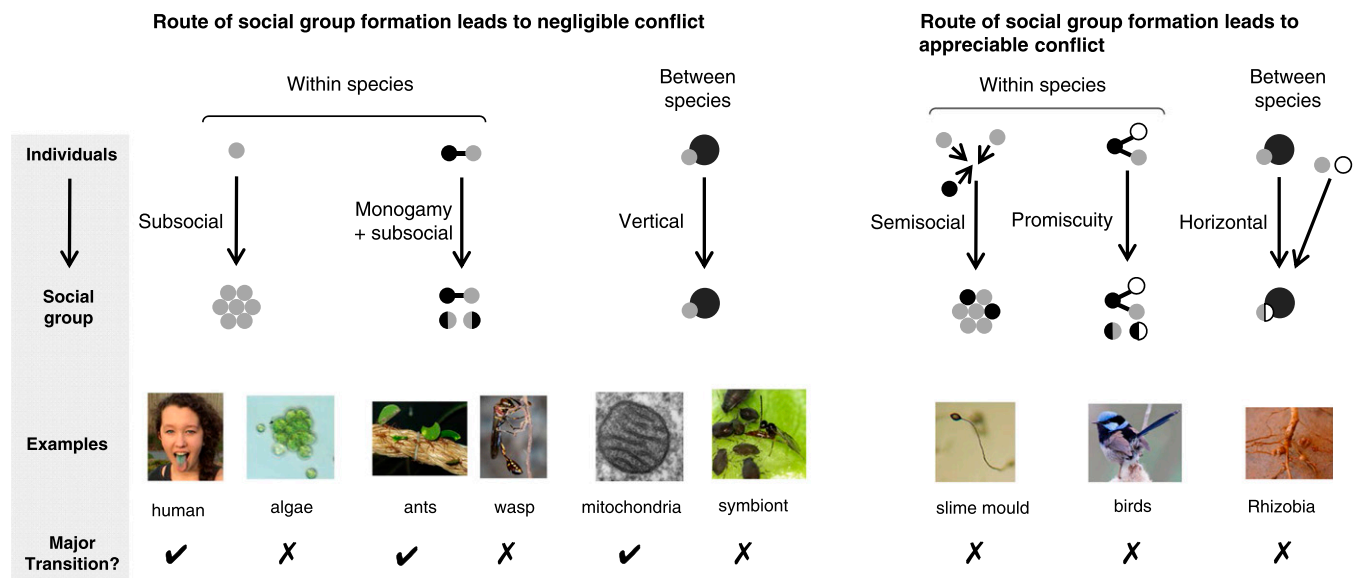 Route of social group formation leads to negligible conflict
Route of social group formation leads to
appreciable conflict
Within species
Between
species
Within species
Between
species
Individuals
Subsocial
Monogamy
+ subsocial
Vertical
Semisocial
Promiscuity
Horizontal
Social
group
Examples
human
algae
ants
wasp
mitochondria
symbiont
slime mould
birds
Rhizobia
Major
Transition?
✔ ✗ ✔ ✗ ✔ ✗ ✗ ✗ ✗